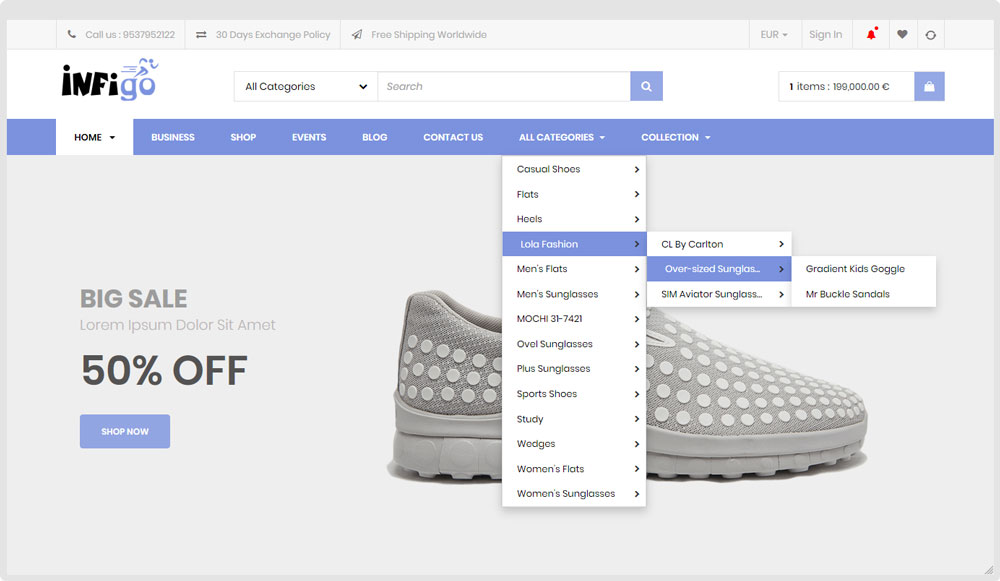 Call us : 9537952122
30 Days Exchange Policy
Free Shipping Worldwide
EUR
Sign In
INFIGO
All Categories
Search
1 items : 199,000.00 €
HOME
BUSINESS
SHOP
EVENTS
BLOG
CONTACT US
ALL CATEGORIES
COLLECTION
Casual Shoes
Flats
Heels
Lola Fashion
Men's Flats
Men's Sunglasses
MOCHI 31-7421
Ovel Sunglasses
Plus Sunglasses
Sports Shoes
Study
Wedges
Women's Flats
Women's Sunglasses
CL By Carlton
Over-sized Sunglas...
SIM Aviator Sunglass...
Gradient Kids Goggle
Mr Buckle Sandals
BIG SALE
Lorem Ipsum Dolor Sit Amet
50% OFF
SHOP NOW